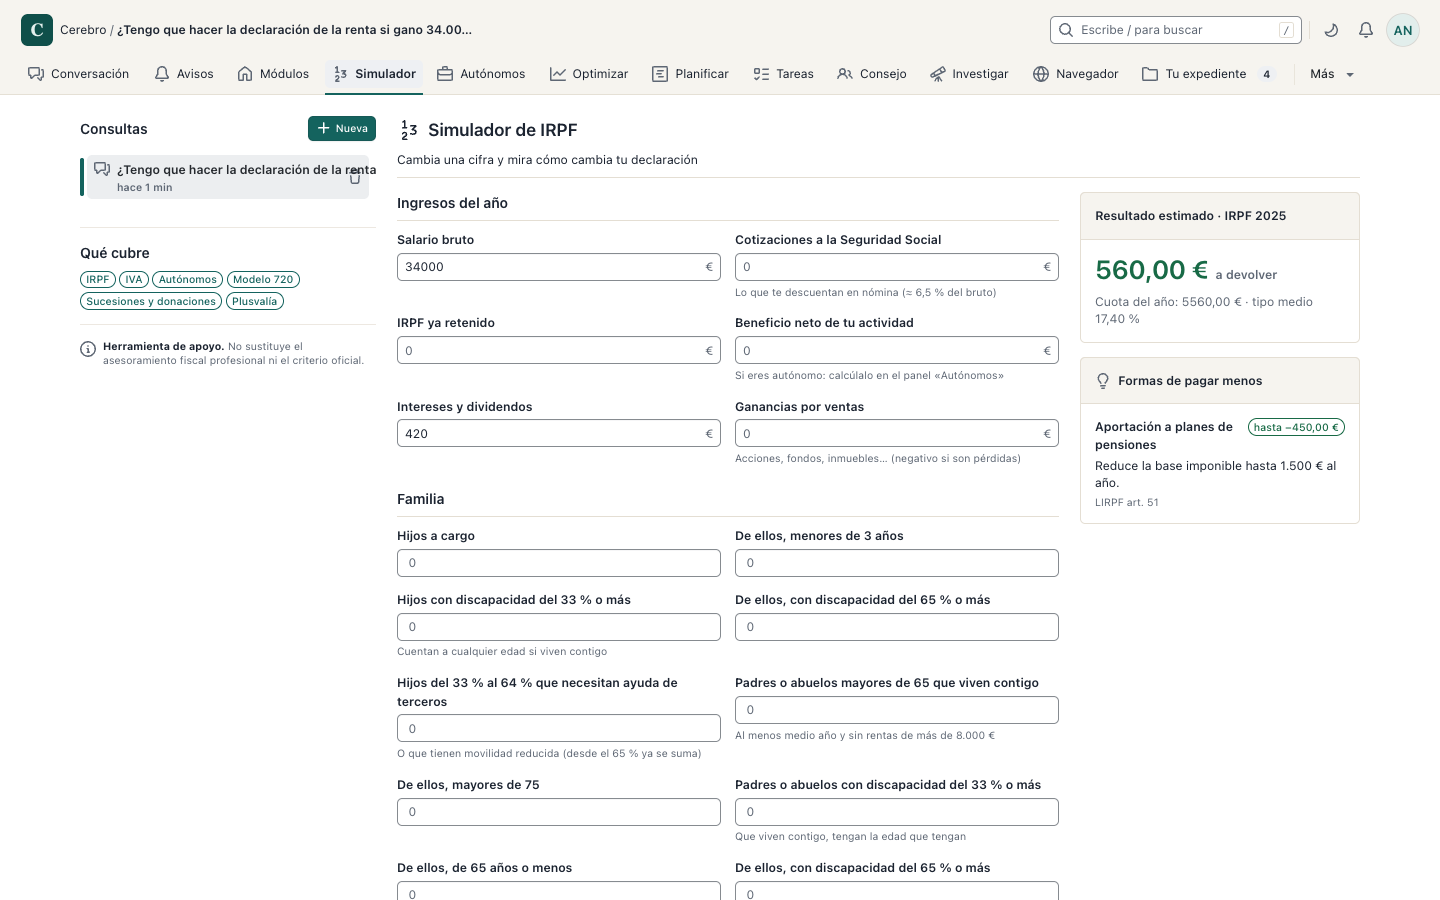 C Cerebro / ¿Tengo que hacer la declaración de la renta si gano 34.00...
Escribe / para buscar /
AN
Conversación Avisos Módulos 123 Simulador Autónomos Optimizar Planificar Tareas Consejo Investigar Navegador Tu expediente 4 Más
Consultas
Nueva
¿Tengo que hacer la declaración de la renta
hace 1 min
Qué cubre
IRPF IVA Autónomos Modelo 720
Sucesiones y donaciones Plusvalía
Herramienta de apoyo. No sustituye el
asesoramiento fiscal profesional ni el criterio oficial.
123 Simulador de IRPF
Cambia una cifra y mira cómo cambia tu declaración
Ingresos del año
Salario bruto
34000 €
Cotizaciones a la Seguridad Social
0 €
Lo que te descuentan en nómina (≈ 6,5 % del bruto)
IRPF ya retenido
0 €
Beneficio neto de tu actividad
0 €
Si eres autónomo: calcúlalo en el panel «Autónomos»
Intereses y dividendos
420 €
Ganancias por ventas
0 €
Acciones, fondos, inmuebles... (negativo si son pérdidas)
Familia
Hijos a cargo
0
De ellos, menores de 3 años
0
Hijos con discapacidad del 33 % o más
0
Cuentan a cualquier edad si viven contigo
De ellos, con discapacidad del 65 % o más
0
Hijos del 33 % al 64 % que necesitan ayuda de
terceros
0
O que tienen movilidad reducida (desde el 65 % ya se suma)
Padres o abuelos mayores de 65 que viven contigo
0
Al menos medio año y sin rentas de más de 8.000 €
De ellos, mayores de 75
0
Padres o abuelos con discapacidad del 33 % o más
0
Que viven contigo, tengan la edad que tengan
De ellos, de 65 años o menos
0
De ellos, con discapacidad del 65 % o más
0
Resultado estimado · IRPF 2025
560,00 € a devolver
Cuota del año: 5560,00 € · tipo medio
17,40 %
Formas de pagar menos
Aportación a planes de
pensiones
hasta −450,00 €
Reduce la base imponible hasta 1.500 € al
año.
LIRPF art. 51